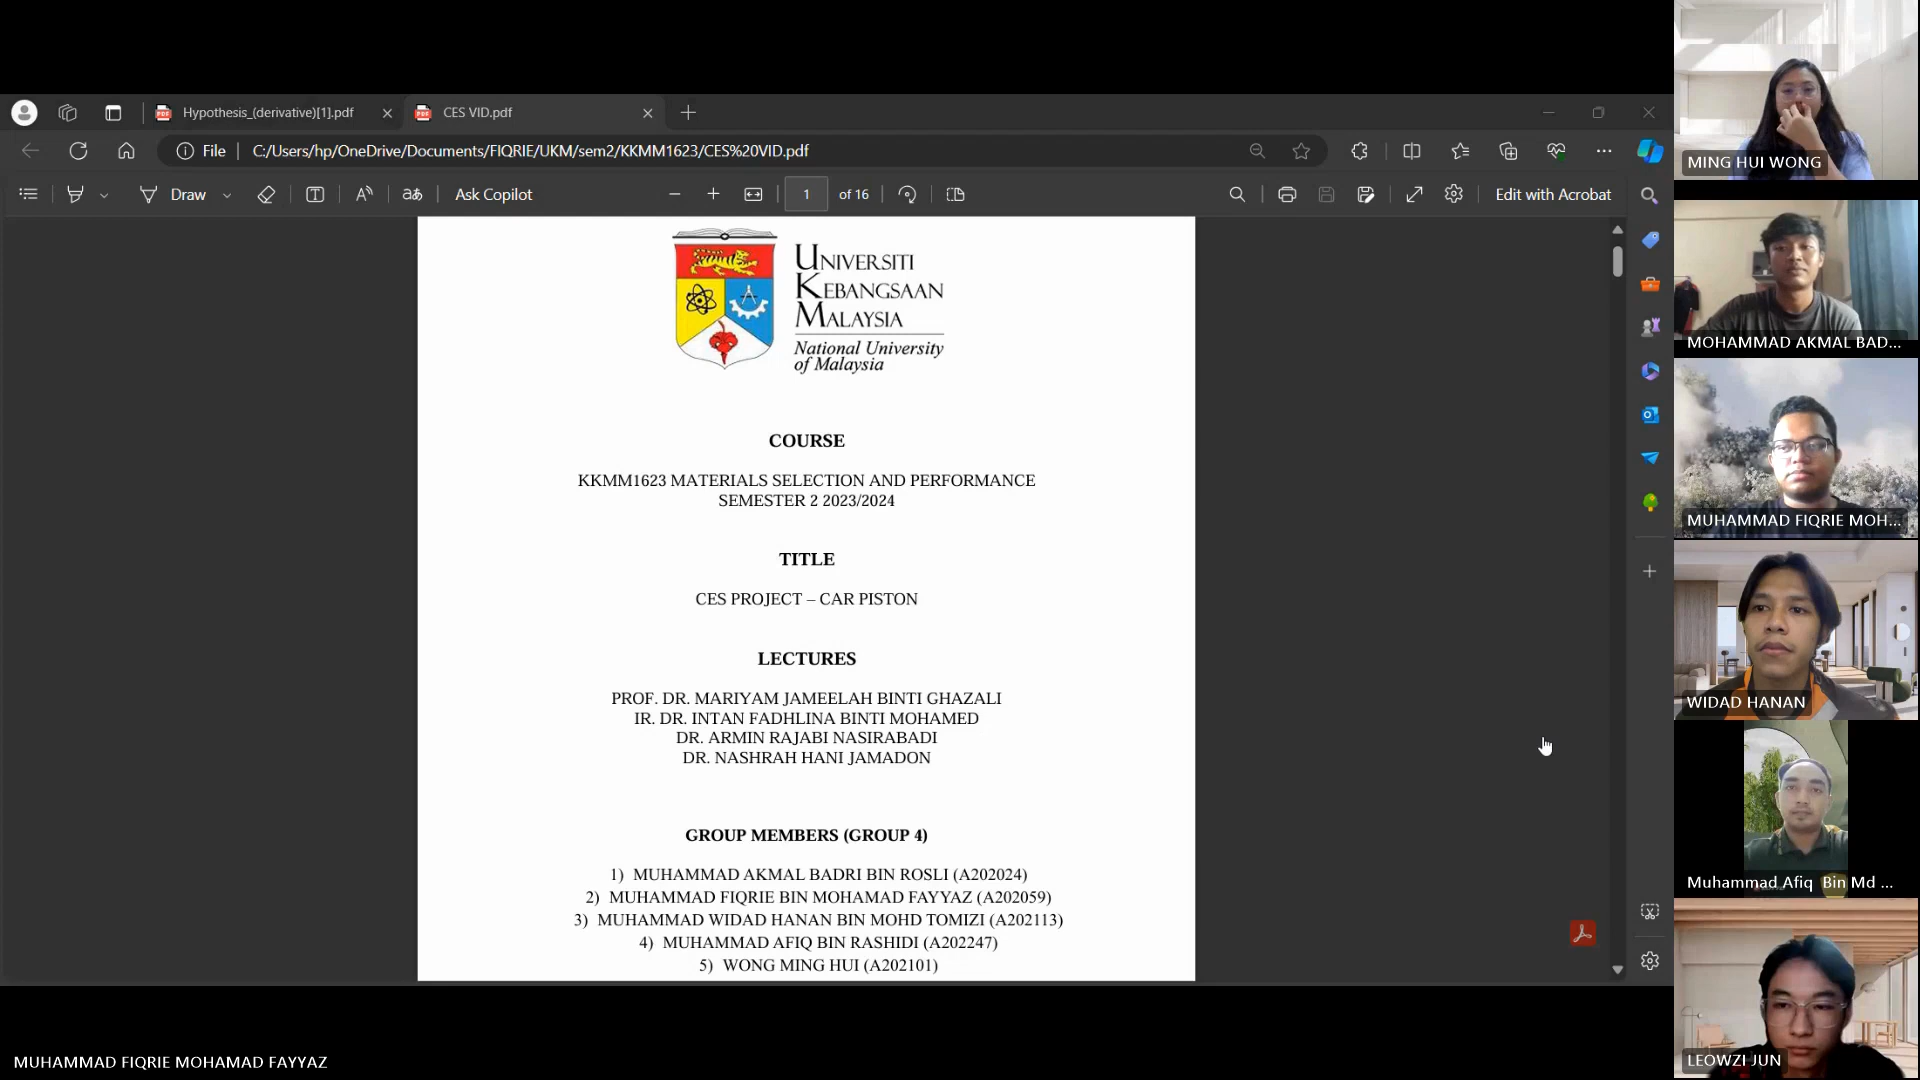 Hypothesis_(derivative)[1].pdf
CES VID.pdf
File
C:/Users/hp/OneDrive/Documents/FIQRIE/UKM/sem2/KKMM1623/CES%20VID.pdf
Draw
aあ
Ask Copilot
1
of 16
Edit with Acrobat
UNIVERSITI
KEBANGSAAN
MALAYSIA
National University
of Malaysia
COURSE
KKMM1623 MATERIALS SELECTION AND PERFORMANCE
SEMESTER 2 2023/2024
TITLE
CES PROJECT – CAR PISTON
LECTURES
PROF. DR. MARIYAM JAMEELAH BINTI GHAZALI
IR. DR. INTAN FADHLINA BINTI MOHAMED
DR. ARMIN RAJABI NASIRABADI
DR. NASHRAH HANI JAMADON
GROUP MEMBERS (GROUP 4)
1) MUHAMMAD AKMAL BADRI BIN ROSLI (A202024)
2) MUHAMMAD FIQRIE BIN MOHAMAD FAYYAZ (A202059)
3) MUHAMMAD WIDAD HANAN BIN MOHD TOMIZI (A202113)
4) MUHAMMAD AFIQ BIN RASHIDI (A202247)
5) WONG MING HUI (A202101)
MING HUI WONG
MOHAMMAD AKMAL BAD...
MUHAMMAD FIQRIE MOH...
WIDAD HANAN
Muhammad Afiq Bin Md ...
LEOWZI JUN
MUHAMMAD FIQRIE MOHAMAD FAYYAZ